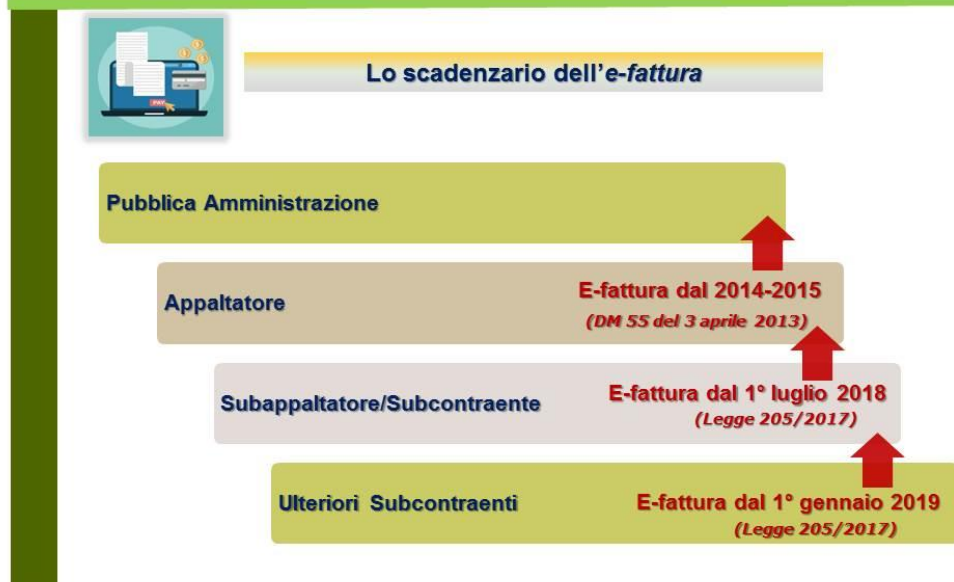 Lo scadenzario dell'e-fattura
PAY
Pubblica Amministrazione
Appaltatore
E-fattura dal 2014-2015
(DM 55 del 3 aprile 2013)
Subappaltatore/Subcontraente
E-fattura dal 1° luglio 2018
(Legge 205/2017)
Ulteriori Subcontraenti
E-fattura dal 1° gennaio 2019
(Legge 205/2017)